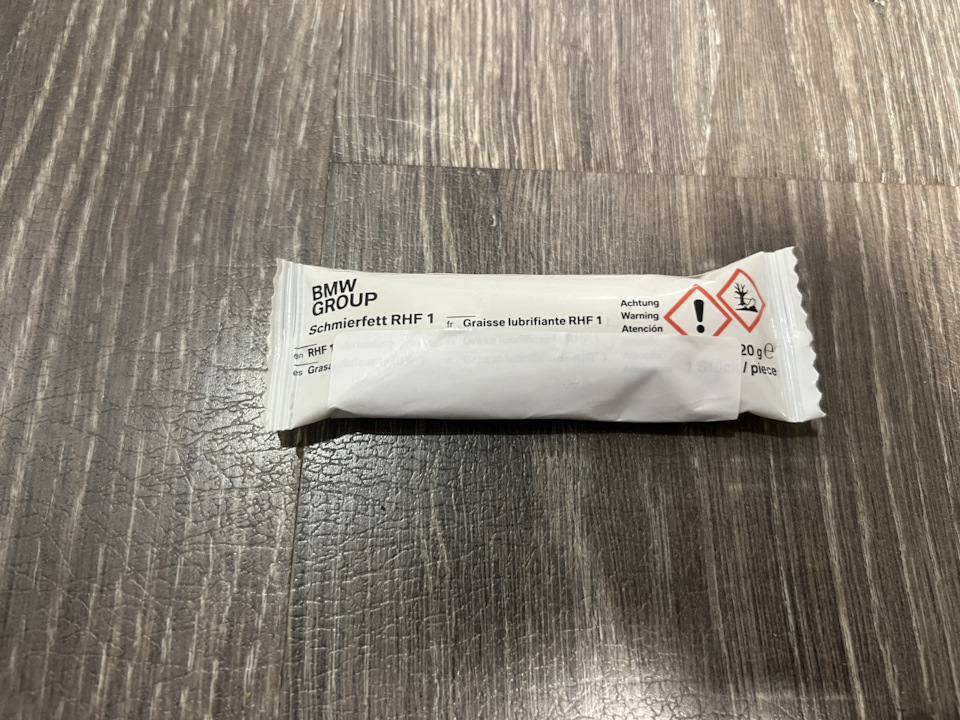 BMW
GROUP
Schmierfett RHF 1
fr Graisse lubrifiante RHF 1
en RHF 1
es Grasa
Achtung
Warning
Atención
20 g ℮
1 Stück / piece